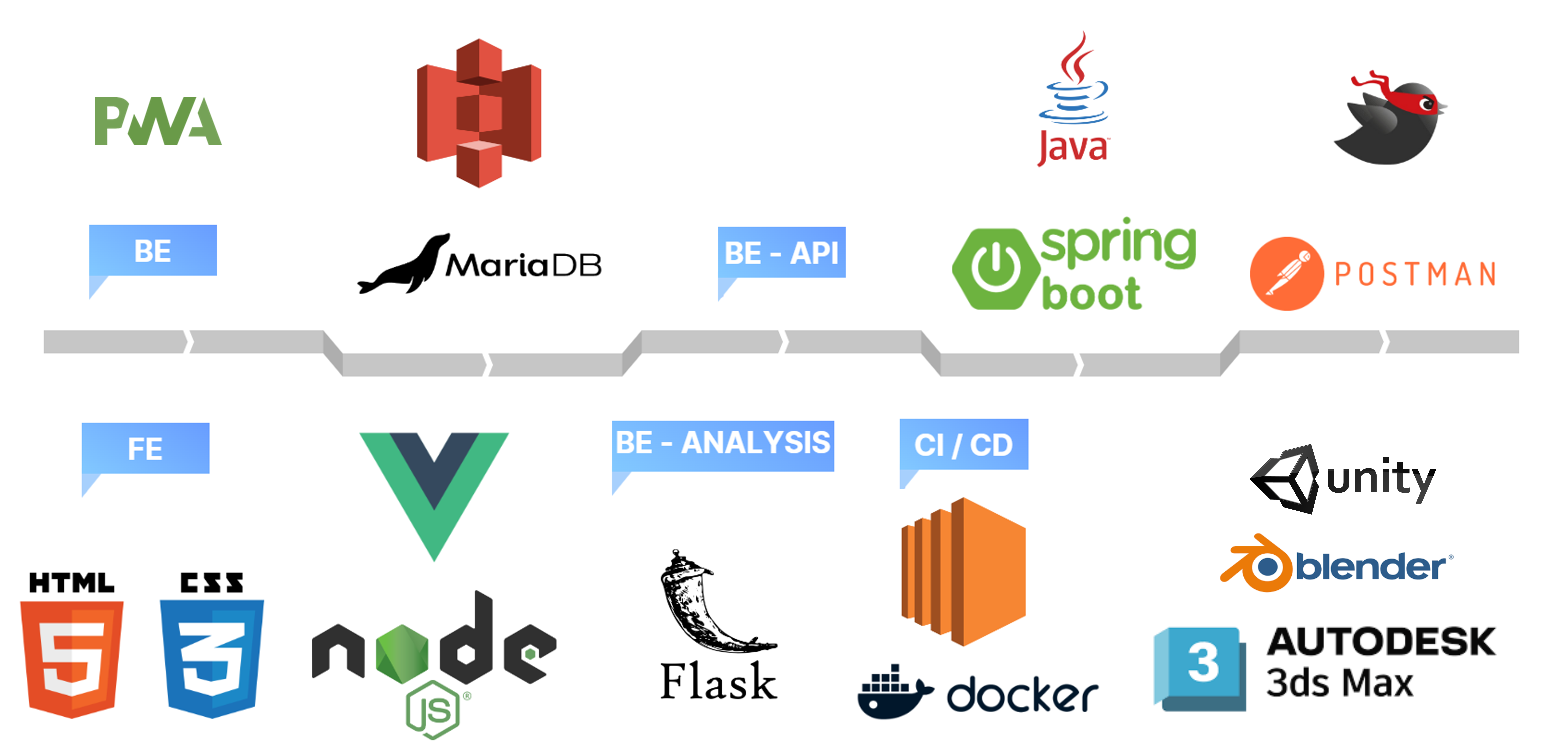 PWA
Java
BE
MariaDB
BE - API
spring
boot
POSTMAN
FE
BE - ANALYSIS
CI / CD
unity
blender®
HTML
5
CSS
3
node
JS®
Flask
docker
3
AUTODESK
3ds Max